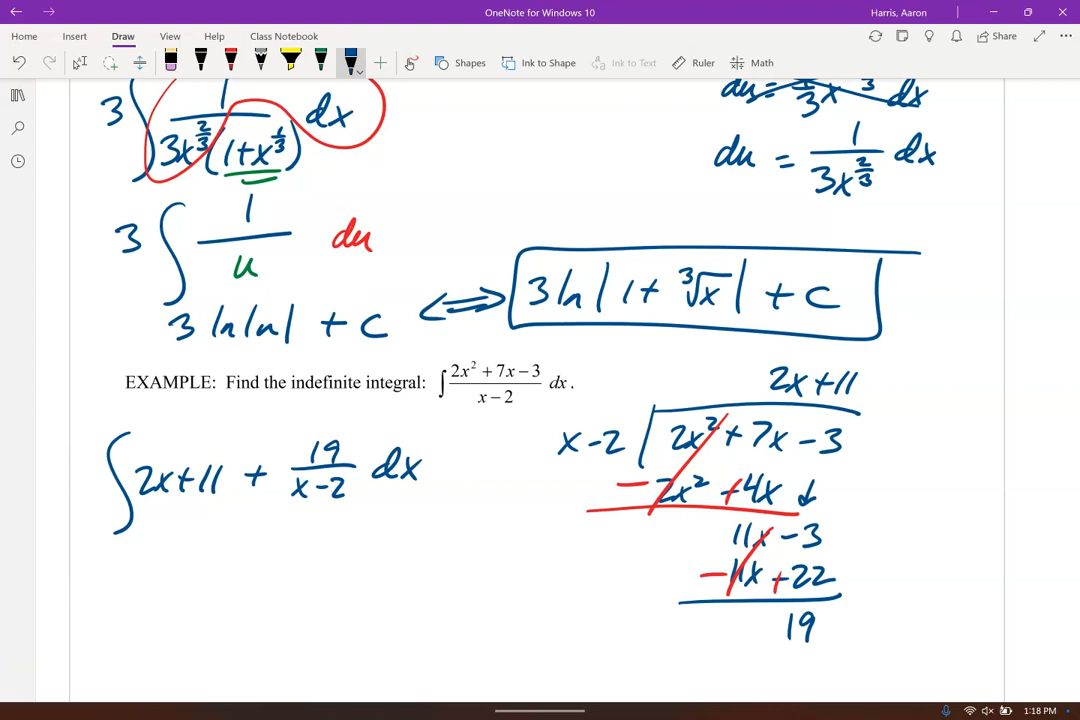 OneNote for Windows 10
Harris, Aaron
Home Insert Draw View Help Class Notebook
Share
Shapes Ink to Shape Ink to Text Ruler Math
3 ∫ 1 / 3x^(2/3) (1+x^(1/3)) dx
du = 1/3 x dx
du = 1 / 3x^(2/3) dx
3 ∫ 1/u du
3 ln|u| + C ⟺ 3 ln|1+ ∛x| + C
EXAMPLE: Find the indefinite integral: ∫ (2x² + 7x − 3)/(x − 2) dx .
2x+11
x-2 2x² + 7x - 3
∫ 2x+11 + 19/(x-2) dx
- 2x² + 4x ↓
11x - 3
- 11x + 22
19
1:18 PM